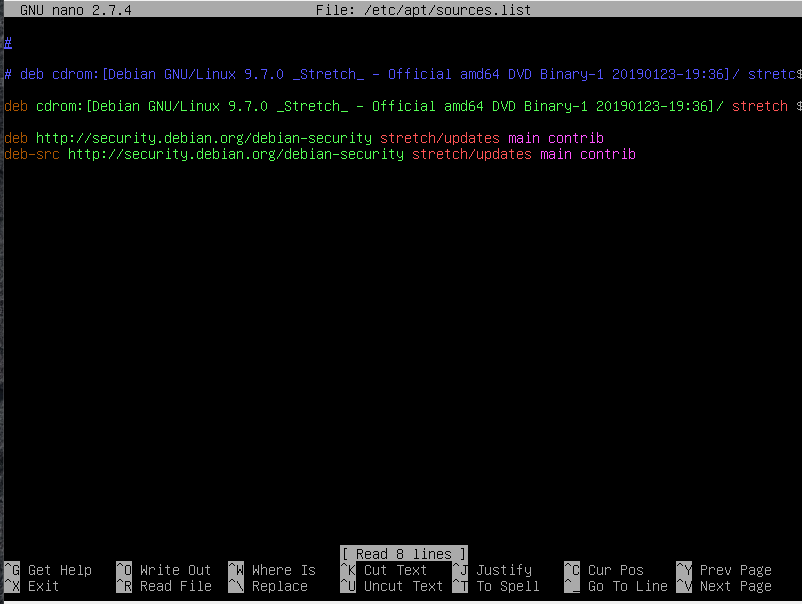 GNU nano 2.7.4 File: /etc/apt/sources.list
#
# deb cdrom:[Debian GNU/Linux 9.7.0 _Stretch_ - Official amd64 DVD Binary-1 20190123-19:36]/ stretc$
deb cdrom:[Debian GNU/Linux 9.7.0 _Stretch_ - Official amd64 DVD Binary-1 20190123-19:36]/ stretch $
deb http://security.debian.org/debian-security stretch/updates main contrib
deb-src http://security.debian.org/debian-security stretch/updates main contrib
[ Read 8 lines ]
^G Get Help ^O Write Out ^W Where Is ^K Cut Text ^J Justify ^C Cur Pos ^Y Prev Page
^X Exit ^R Read File ^\ Replace ^U Uncut Text ^T To Spell ^_ Go To Line ^V Next Page